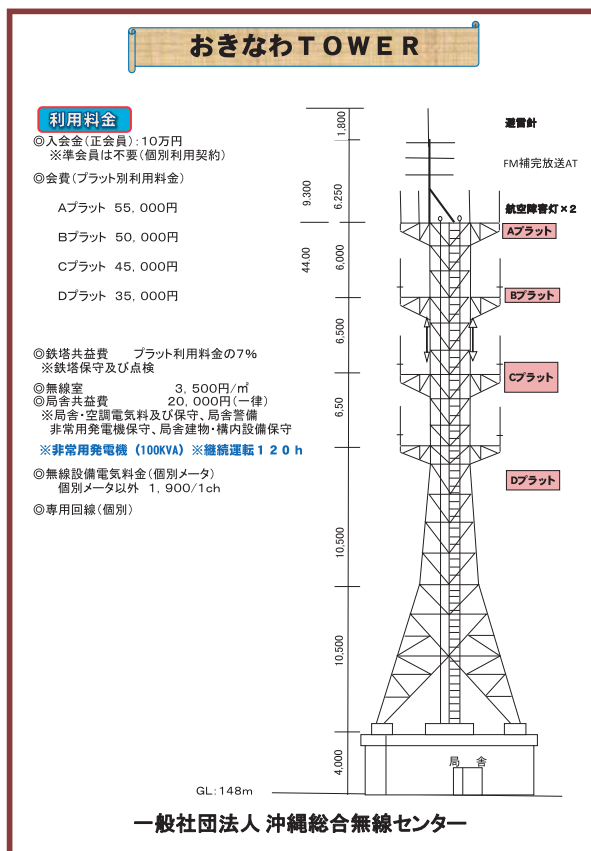 おきなわTOWER
利用料金
◎入会金(正会員):10万円
※準会員は不要(個別利用契約)
◎会費(プラット別利用料金)
Aプラット 55,000円
Bプラット 50,000円
Cプラット 45,000円
Dプラット 35,000円
◎鉄塔共益費 プラット利用料金の7%
※鉄塔保守及び点検
◎無線室 3,500円/㎡
◎局舎共益費 20,000円(一律)
※局舎・空調電気料及び保守、局舎警備
非常用発電機保守、局舎建物・構内設備保守
※非常用発電機(100KVA)※継続運転120h
◎無線設備電気料金(個別メータ)
個別メータ以外 1,900/1ch
◎専用回線(個別)
1,800
避雷針
FM補完放送AT
9.300
6.250
航空障害灯×2
Aプラット
44.00
6,000
Bプラット
6.500
Cプラット
6.50
Dプラット
10,500
10,500
4,000
局 舎
GL:148m
一般社団法人 沖縄総合無線センター